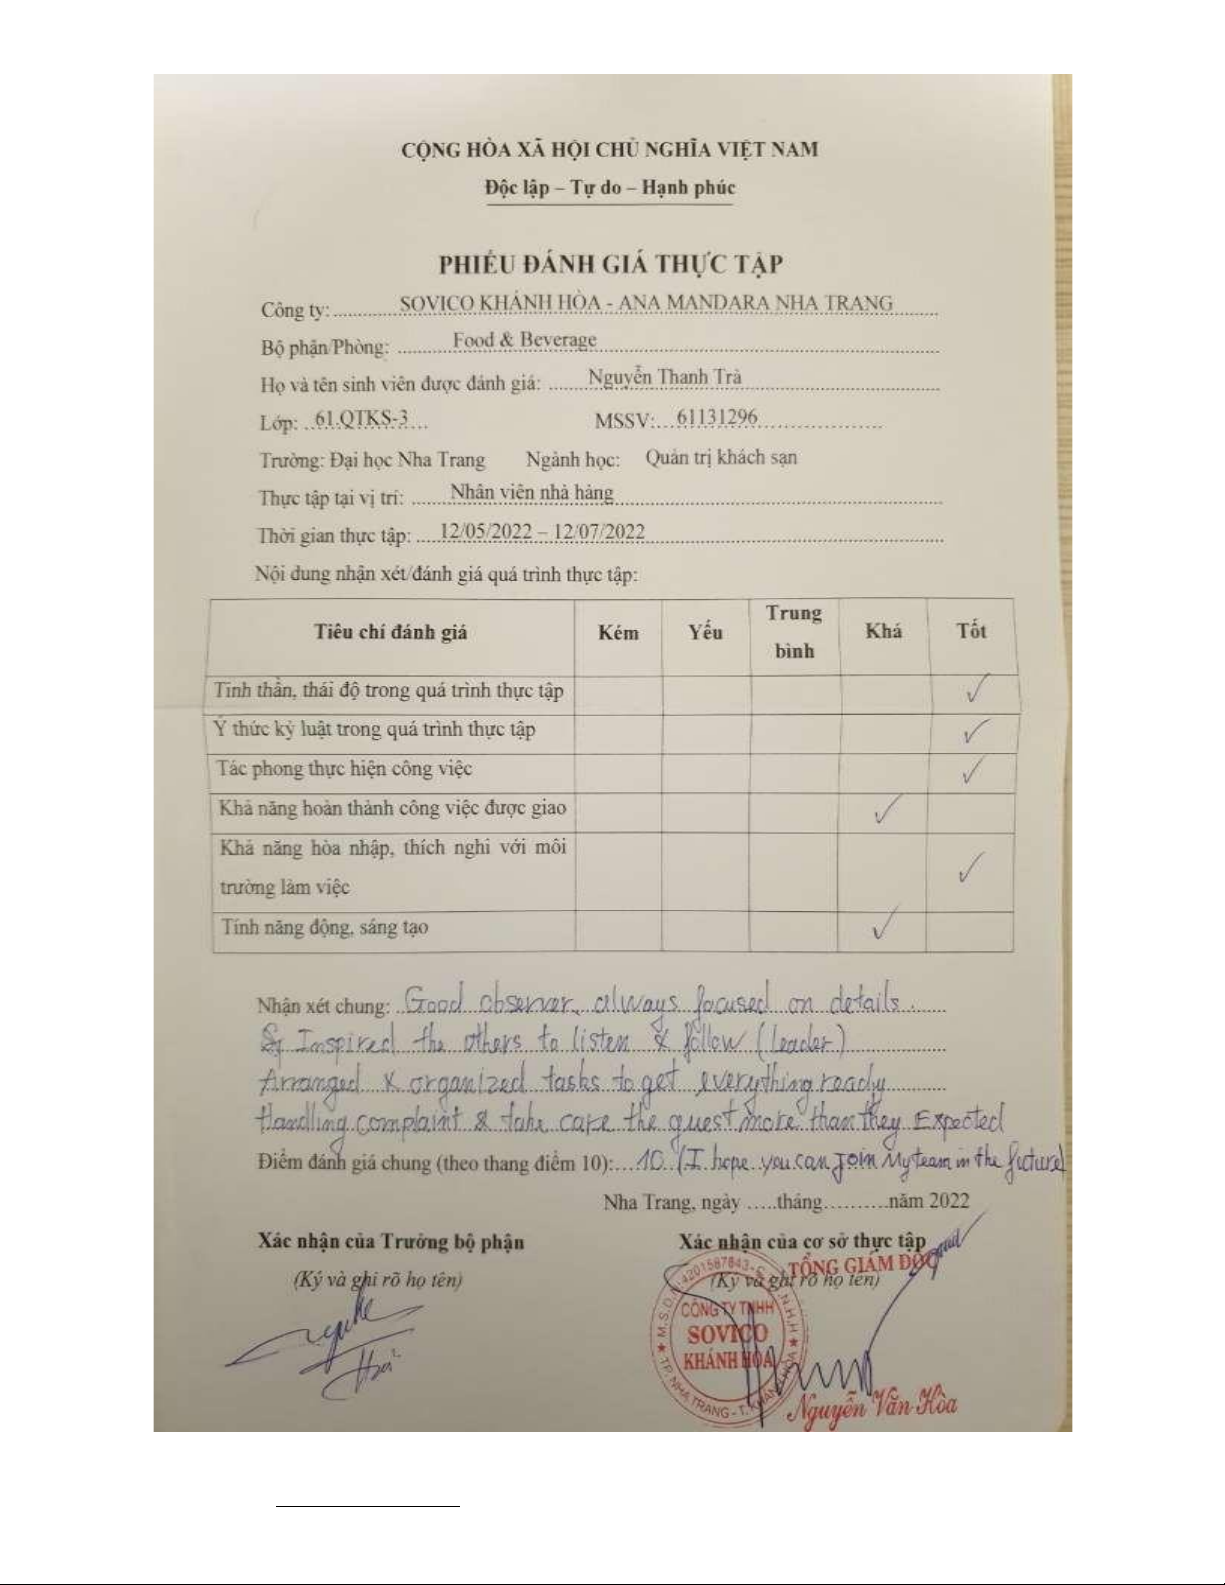 CỘNG HÒA XÃ HỘI CHỦ NGHĨA VIỆT NAM
Độc lập – Tự do – Hạnh phúc
PHIẾU ĐÁNH GIÁ THỰC TẬP
Công ty: SOVICO KHÁNH HÒA - ANA MANDARA NHA TRANG
Bộ phận/Phòng: Food & Beverage
Họ và tên sinh viên được đánh giá: Nguyễn Thanh Trà
Lớp: 61.QTKS-3 MSSV: 61131296
Trường: Đại học Nha Trang Ngành học: Quản trị khách sạn
Thực tập tại vị trí: Nhân viên nhà hàng
Thời gian thực tập: 12/05/2022 – 12/07/2022
Nội dung nhận xét/đánh giá quá trình thực tập:
Tiêu chí đánh giá Kém Yếu Trung bình Khá Tốt
Tinh thần, thái độ trong quá trình thực tập ✓
Ý thức kỷ luật trong quá trình thực tập ✓
Tác phong thực hiện công việc ✓
Khả năng hoàn thành công việc được giao ✓
Khả năng hòa nhập, thích nghi với môi
trường làm việc ✓
Tính năng động, sáng tạo ✓
Nhận xét chung: Good observer, always focused on details.
Inspired the others to listen & follow (leader)
Arranged & organized tasks to get everything ready
Handling complaint & take care the guest more than they Expected
Điểm đánh giá chung (theo thang điểm 10): 10 (I hope you can Join My team in the future)
Nha Trang, ngày .....tháng..........năm 2022
Xác nhận của Trưởng bộ phận Xác nhận của cơ sở thực tập
(Ký và ghi rõ họ tên) (Ký và ghi rõ họ tên)
TỔNG GIÁM ĐỐC
M.S.D.N:4201587643-C.T.T.N.H.H
CÔNG TY TNHH
SOVICO
KHÁNH HÒA
TP. NHA TRANG - T. KHÁNH HÒA
Nguyễn Văn Hòa